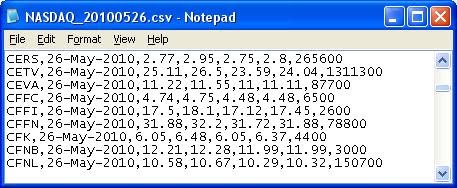 NASDAQ_20100526.csv - Notepad
File Edit Format View Help
CERS,26-May-2010,2.77,2.95,2.75,2.8,265600
CETV,26-May-2010,25.11,26.5,23.59,24.04,1311300
CEVA,26-May-2010,11.22,11.55,11.11,11.11,87700
CFFC,26-May-2010,4.74,4.75,4.48,4.48,6500
CFFI,26-May-2010,17.5,18.1,17.12,17.45,2600
CFFN,26-May-2010,31.88,32.2,31.72,31.88,78800
CFK,26-May-2010,6.05,6.48,6.05,6.37,4400
CFNB,26-May-2010,12.21,12.28,11.99,11.99,3000
CFNL,26-May-2010,10.58,10.67,10.29,10.32,150700